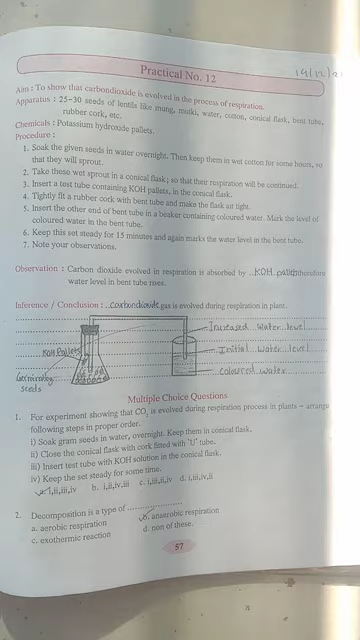 Practical No. 12
Aim : To show that carbondioxide is evolved in the process of respiration.
Apparatus : 25-30 seeds of lentils like mung, mutki, water, cotton, conical flask, bent tube,
rubber cork, etc.
Chemicals : Potassium hydroxide pallets.
Procedure :
1. Soak the given seeds in water overnight. Then keep them in wet cotton for some hours, so
that they will sprout.
2. Take these wet sprout in a conical flask; so that their respiration will be continued.
3. Insert a test tube containing KOH pallets, in the conical flask.
4. Tightly fit a rubber cork with bent tube and make the flask air tight.
5. Insert the other end of bent tube in a beaker containing coloured water. Mark the level of
coloured water in the bent tube.
6. Keep this set steady for 15 minutes and again marks the water level in the bent tube.
7. Note your observations.
Observation : Carbon dioxide evolved in respiration is absorbed by ..KOH pallets therefore
water level in bent tube rises.
Inference / Conclusion : ..Carbondioxide gas is evolved during respiration in plant.
Increased water level
KOH Pallets
Initial water level
Germinating
seeds
coloured water
Multiple Choice Questions
1. For experiment showing that CO₂ is evolved during respiration process in plants - arrange
following steps in proper order.
i) Soak gram seeds in water, overnight. Keep them in conical flask.
ii) Close the conical flask with cork fitted with 'U' tube.
iii) Insert test tube with KOH solution in the conical flask.
iv) Keep the set steady for some time.
a. i,ii,iii,iv b. i,ii,iv,iii c. i,iii,ii,iv d. i,iii,iv,ii
2. Decomposition is a type of ...................
a. aerobic respiration b. anaerobic respiration
c. exothermic reaction d. non of these.
57